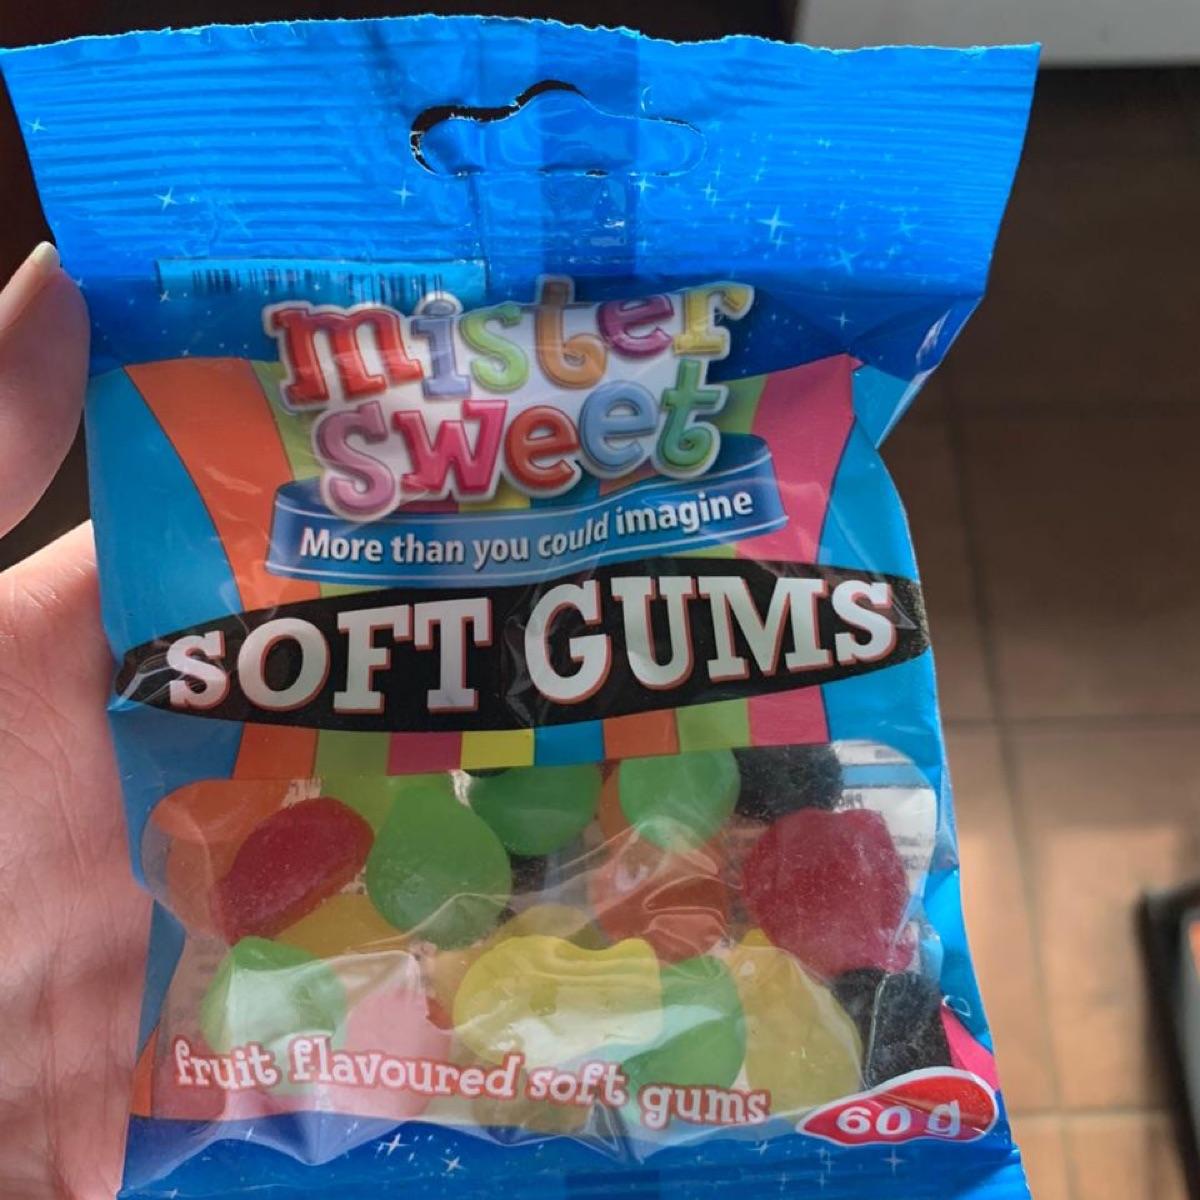 mister
sweet
More than you could imagine
SOFT GUMS
fruit flavoured soft gums
60 g